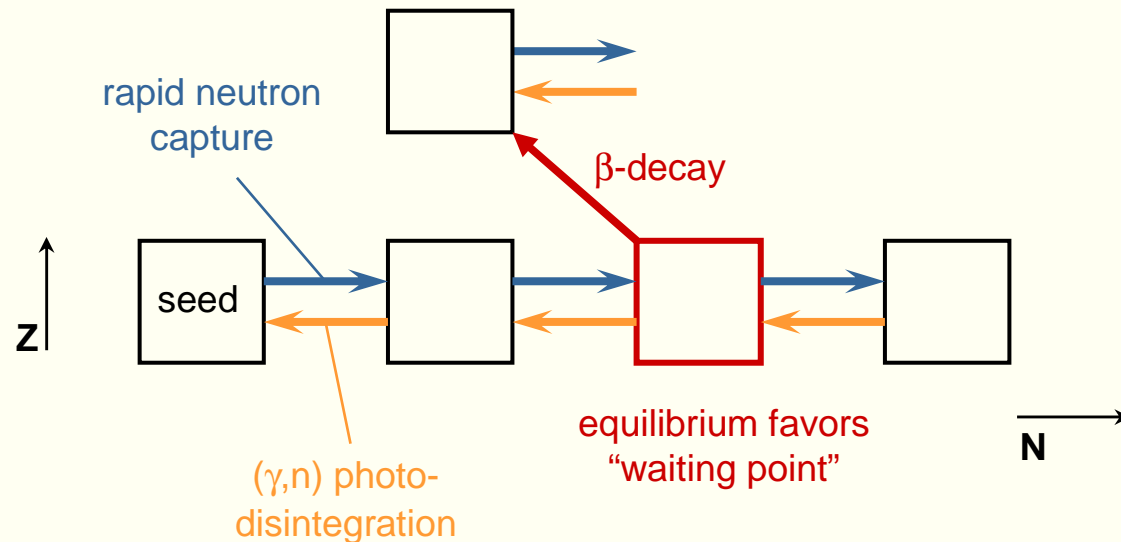 rapid neutron
capture
β-decay
seed
Z
equilibrium favors
“waiting point”
N
(γ,n) photo-
disintegration